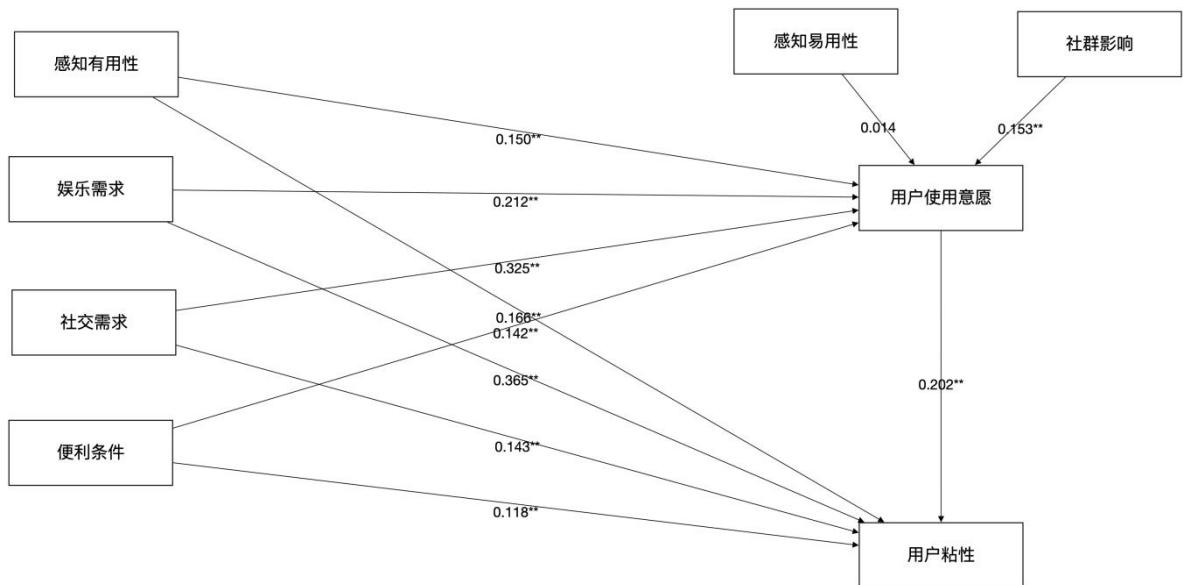 感知易用性
社群影响
感知有用性
0.014
0.153**
0.150**
娱乐需求
用户使用意愿
0.212**
0.325**
社交需求
0.166**
0.142**
0.365**
0.202**
便利条件
0.143**
0.118**
用户粘性